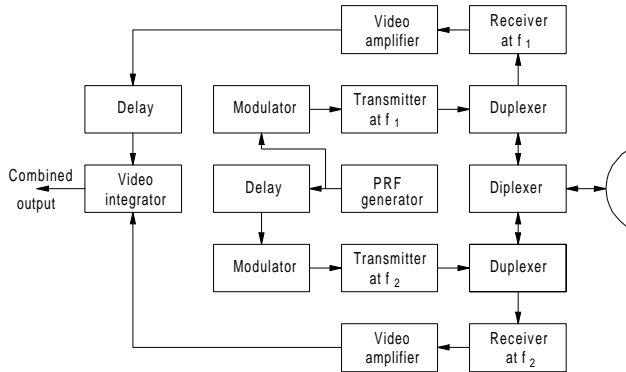 Video
amplifier
Receiver
at f 1
Delay
Modulator
Transmitter
at f 1
Duplexer
Combined
output
Video
integrator
Delay
PRF
generator
Diplexer
Modulator
Transmitter
at f 2
Duplexer
Video
amplifier
Receiver
at f 2